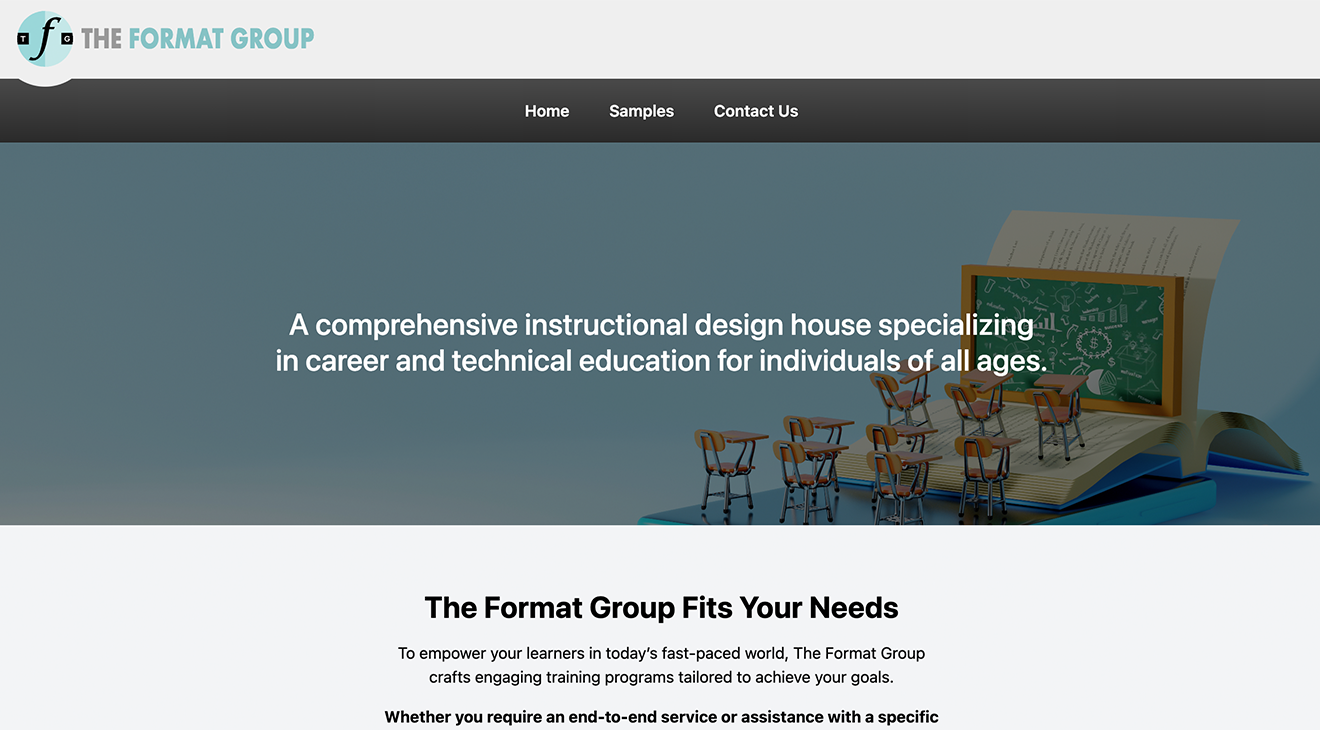 T f G THE FORMAT GROUP
Home Samples Contact Us
A comprehensive instructional design house specializing
in career and technical education for individuals of all ages.
The Format Group Fits Your Needs
To empower your learners in today’s fast-paced world, The Format Group
crafts engaging training programs tailored to achieve your goals.
Whether you require an end-to-end service or assistance with a specific